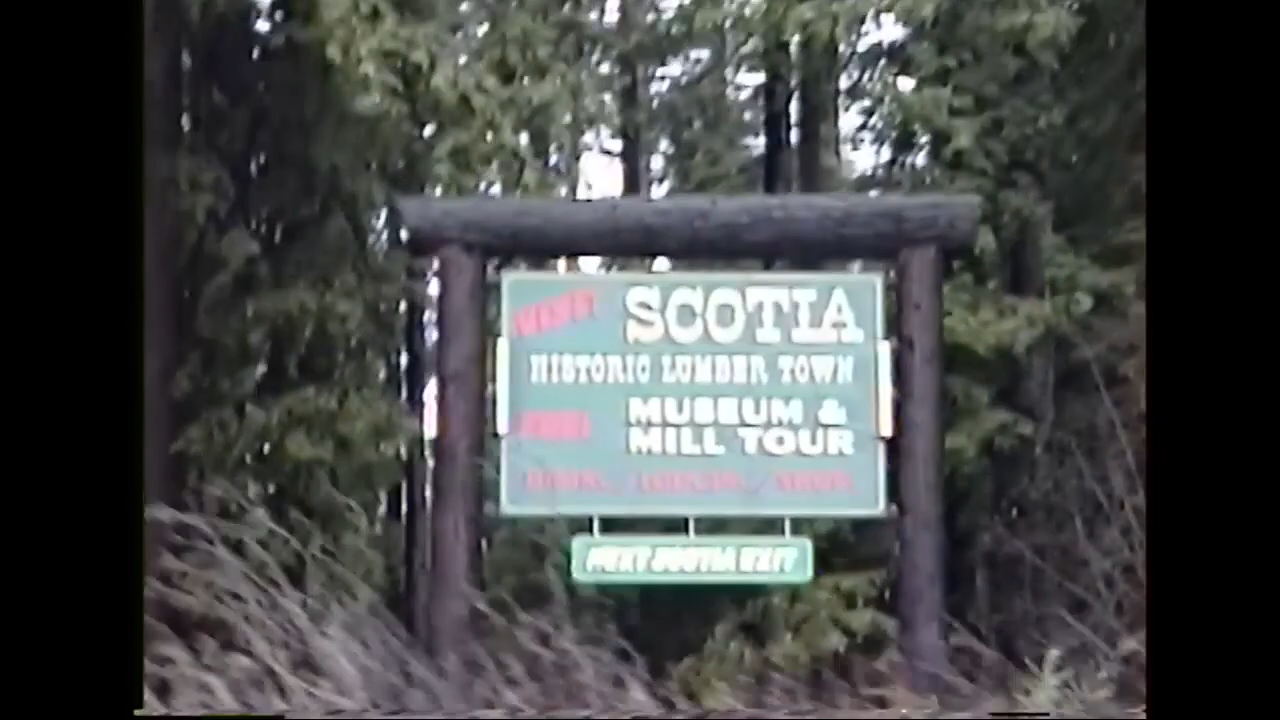 SCOTIA
HISTORIC LUMBER TOWN
MUSEUM &
MILL TOUR
NEXT SCOTIA EXIT